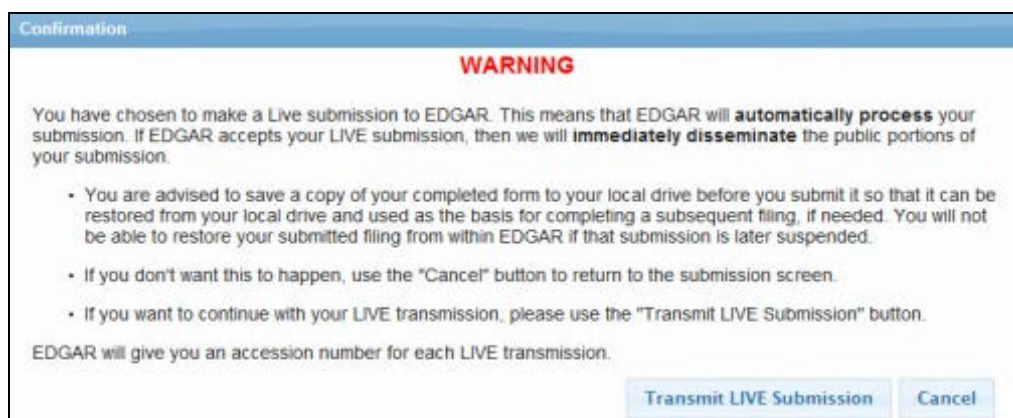 Confirmation
WARNING
You have chosen to make a Live submission to EDGAR. This means that EDGAR will automatically process your
submission. If EDGAR accepts your LIVE submission, then we will immediately disseminate the public portions of
your submission.
• You are advised to save a copy of your completed form to your local drive before you submit it so that it can be
restored from your local drive and used as the basis for completing a subsequent filing, if needed. You will not
be able to restore your submitted filing from within EDGAR if that submission is later suspended.
• If you don't want this to happen, use the "Cancel" button to return to the submission screen.
• If you want to continue with your LIVE transmission, please use the "Transmit LIVE Submission" button.
EDGAR will give you an accession number for each LIVE transmission.
Transmit LIVE Submission Cancel